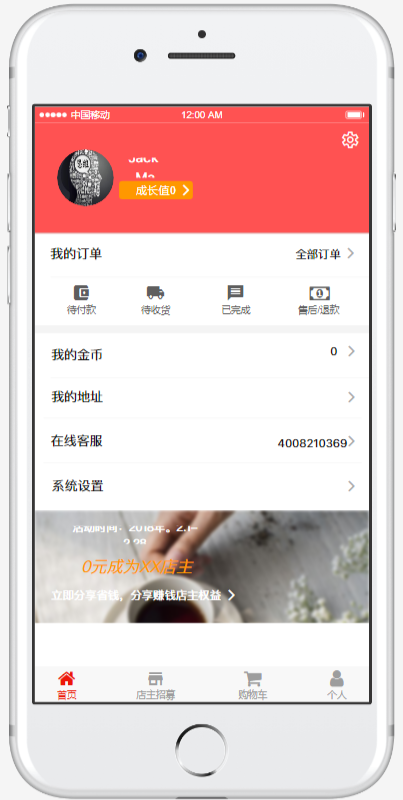 中国移动 12:00 AM
思维
Jack
Ma
成长值0
我的订单 全部订单
待付款 待收货 已完成 售后/退款
我的金币 0
我的地址
在线客服 4008210369
系统设置
活动时间：2018年。2.1-
2.28
0元成为XX店主
立即分享省钱，分享赚钱店主权益
首页 店主招募 购物车 个人